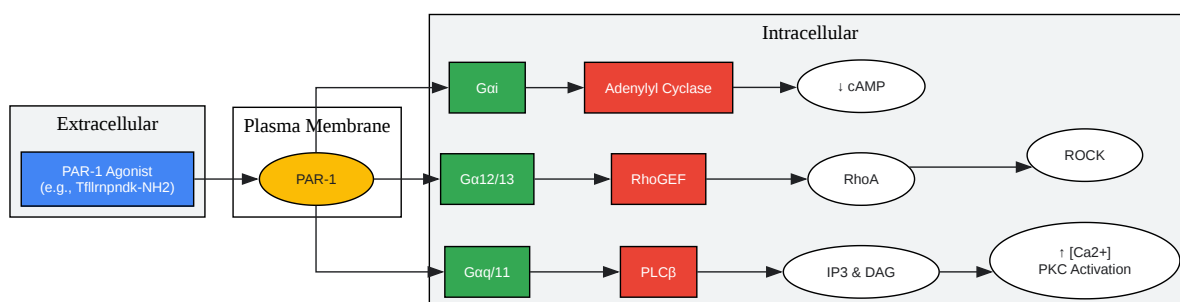 Extracellular
PAR-1 Agonist
(e.g., Tfllrnpndk-NH2)
Plasma Membrane
PAR-1
Intracellular
Gαi
Adenylyl Cyclase
↓ cAMP
Gα12/13
RhoGEF
RhoA
ROCK
Gαq/11
PLCβ
IP3 & DAG
↑ [Ca2+]
PKC Activation